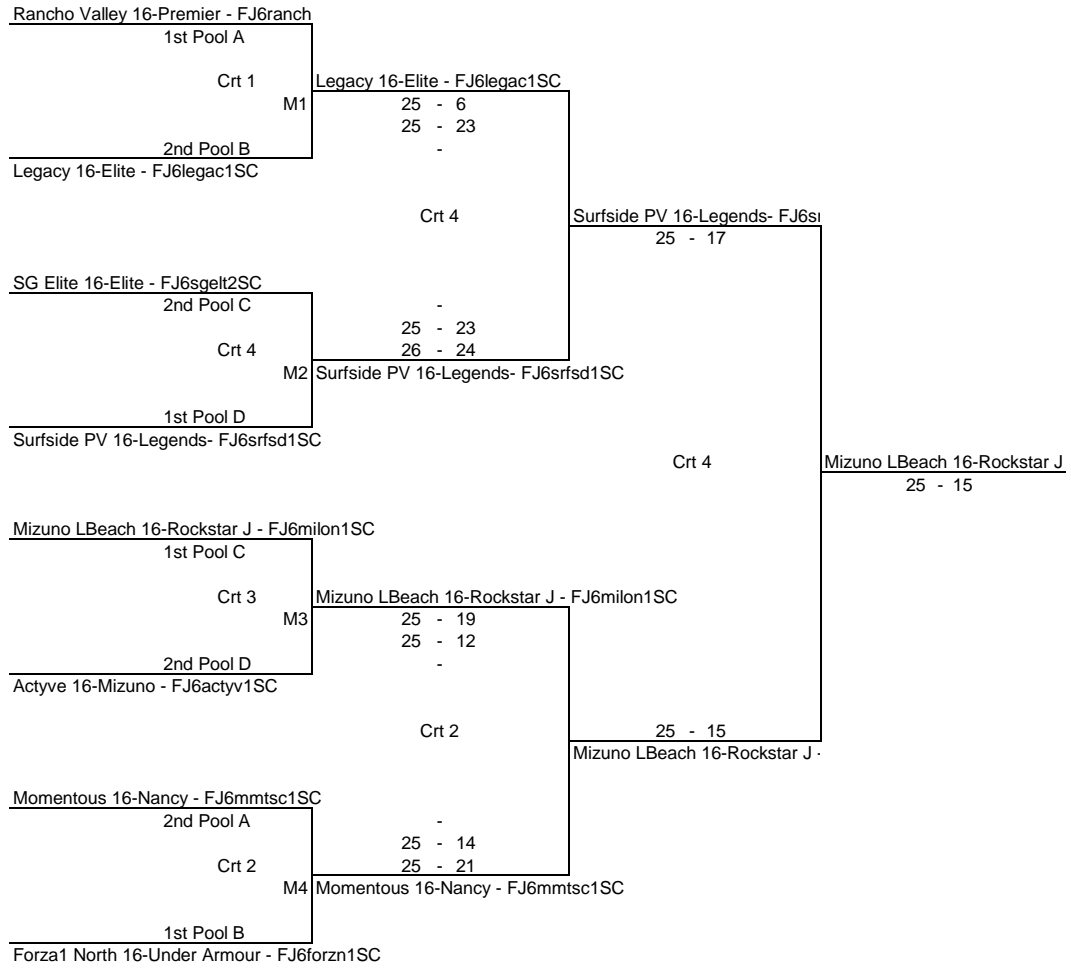 Rancho Valley 16-Premier - FJ6ranch
1st Pool A
Crt 1
Legacy 16-Elite - FJ6legac1SC
M1
25 - 6
25 - 23
2nd Pool B
-
Legacy 16-Elite - FJ6legac1SC
Crt 4
Surfside PV 16-Legends- FJ6sr
25 - 17
SG Elite 16-Elite - FJ6sgelt2SC
2nd Pool C
-
25 - 23
Crt 4
26 - 24
M2
Surfside PV 16-Legends- FJ6srfsd1SC
1st Pool D
Surfside PV 16-Legends- FJ6srfsd1SC
Crt 4
Mizuno LBeach 16-Rockstar J
25 - 15
Mizuno LBeach 16-Rockstar J - FJ6milon1SC
1st Pool C
Crt 3
Mizuno LBeach 16-Rockstar J - FJ6milon1SC
M3
25 - 19
25 - 12
2nd Pool D
-
Actyve 16-Mizuno - FJ6actyv1SC
Crt 2
25 - 15
Mizuno LBeach 16-Rockstar J -
Momentous 16-Nancy - FJ6mmtsc1SC
2nd Pool A
-
25 - 14
Crt 2
25 - 21
M4
Momentous 16-Nancy - FJ6mmtsc1SC
1st Pool B
Forza1 North 16-Under Armour - FJ6forzn1SC